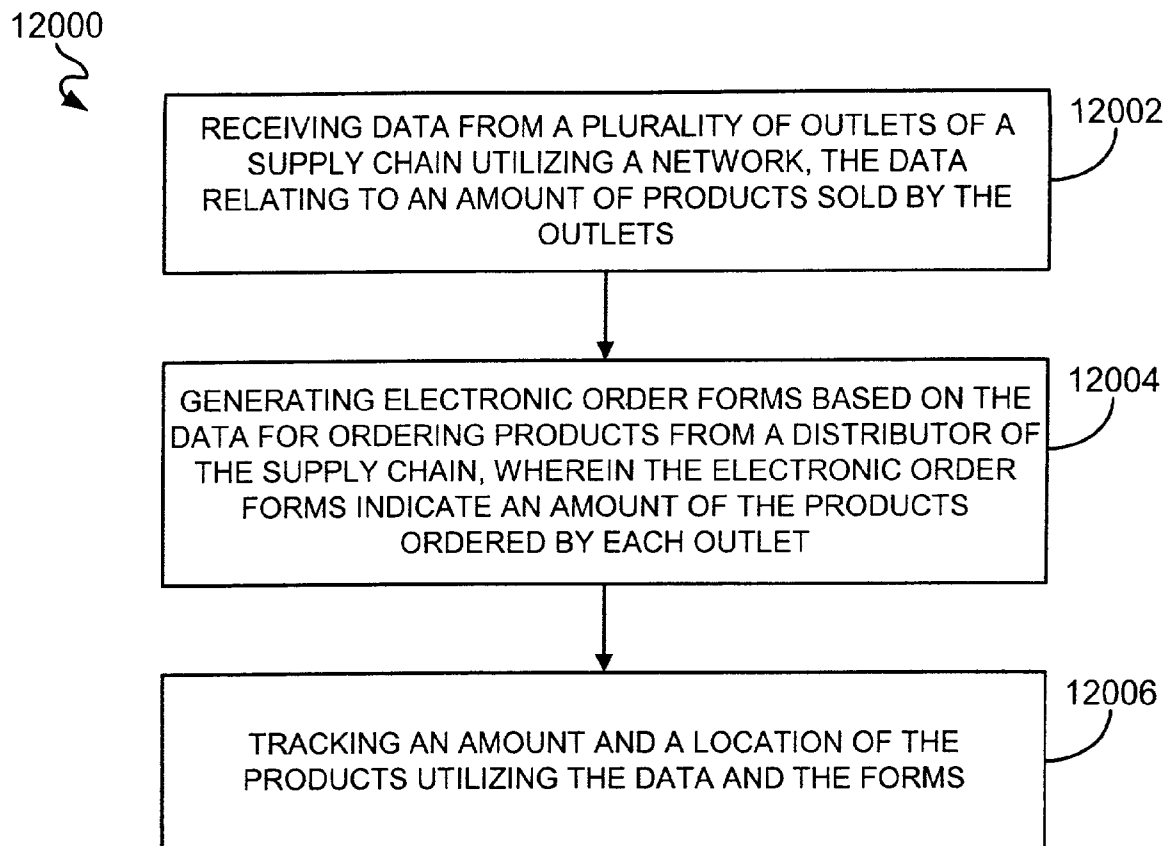 12000
RECEIVING DATA FROM A PLURALITY OF OUTLETS OF A
SUPPLY CHAIN UTILIZING A NETWORK, THE DATA
RELATING TO AN AMOUNT OF PRODUCTS SOLD BY THE
OUTLETS
12002
GENERATING ELECTRONIC ORDER FORMS BASED ON THE
DATA FOR ORDERING PRODUCTS FROM A DISTRIBUTOR OF
THE SUPPLY CHAIN, WHEREIN THE ELECTRONIC ORDER
FORMS INDICATE AN AMOUNT OF THE PRODUCTS
ORDERED BY EACH OUTLET
12004
TRACKING AN AMOUNT AND A LOCATION OF THE
PRODUCTS UTILIZING THE DATA AND THE FORMS
12006